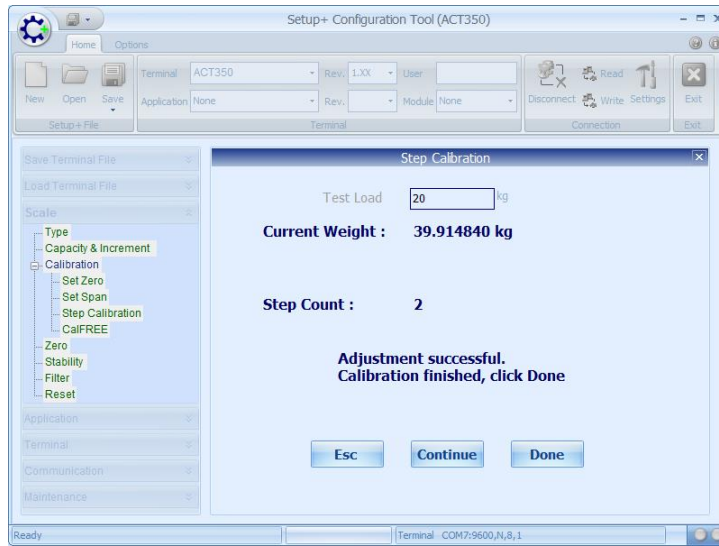 Setup+ Configuration Tool (ACT350)
Home Options
New Open Save
Setup+ File
Terminal ACT350 Rev. 1.XX User
Application None Rev. Module None
Terminal
Disconnect Read Write Settings
Connection
Exit
Exit
Save Terminal File
Load Terminal File
Scale
Type
Capacity & Increment
Calibration
Set Zero
Set Span
Step Calibration
CalFREE
Zero
Stability
Filter
Reset
Application
Terminal
Communication
Maintenance
Step Calibration
Test Load 20 kg
Current Weight : 39.914840 kg
Step Count : 2
Adjustment successful.
Calibration finished, click Done
Esc Continue Done
Ready Terminal COM7:9600,N,8,1